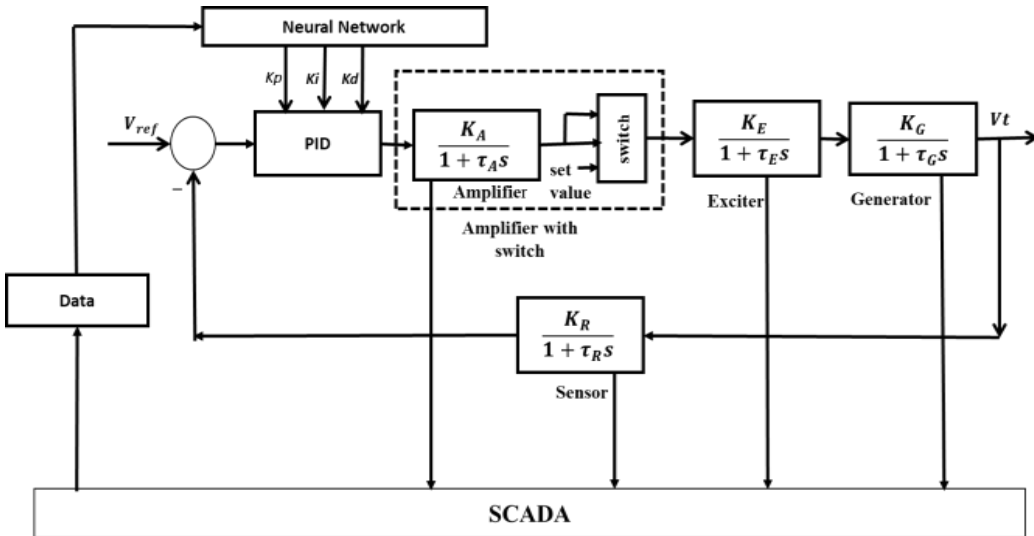 Neural Network
Kp Ki Kd
V_ref
PID
K_A
1 + τ_A s
Amplifier
switch
set
value
Amplifier with
switch
K_E
1 + τ_E s
Exciter
K_G
1 + τ_G s
Generator
Vt
−
Data
K_R
1 + τ_R s
Sensor
SCADA